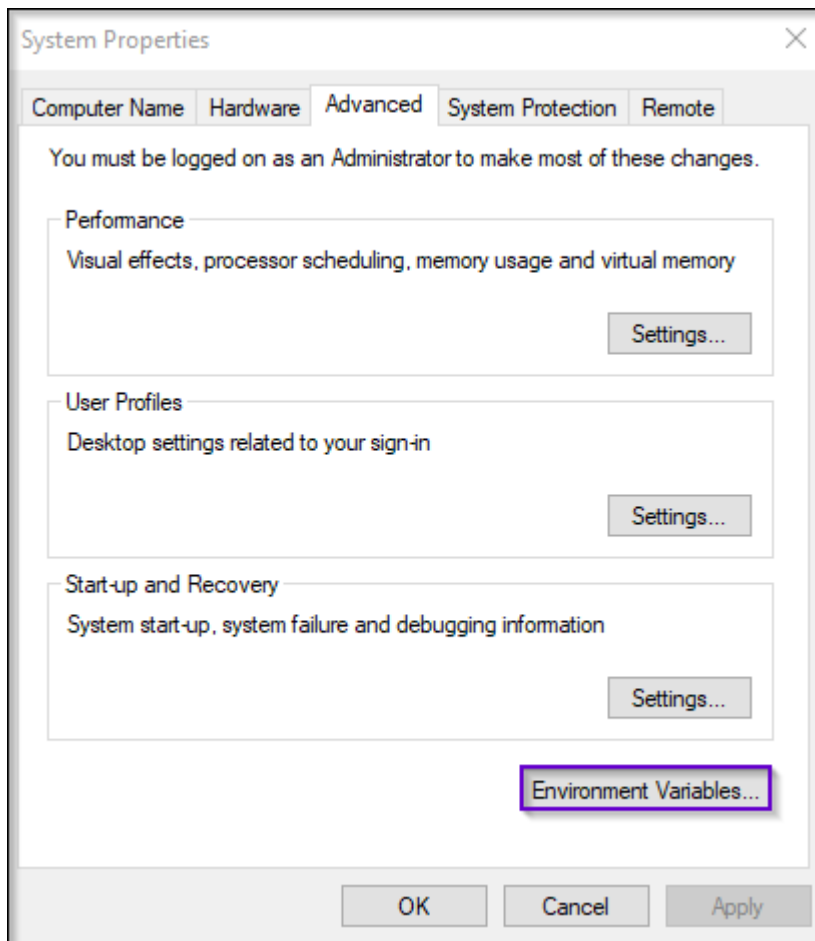 System Properties
Computer Name Hardware Advanced System Protection Remote
You must be logged on as an Administrator to make most of these changes.
Performance
Visual effects, processor scheduling, memory usage and virtual memory
Settings...
User Profiles
Desktop settings related to your sign-in
Settings...
Start-up and Recovery
System start-up, system failure and debugging information
Settings...
Environment Variables...
OK Cancel Apply